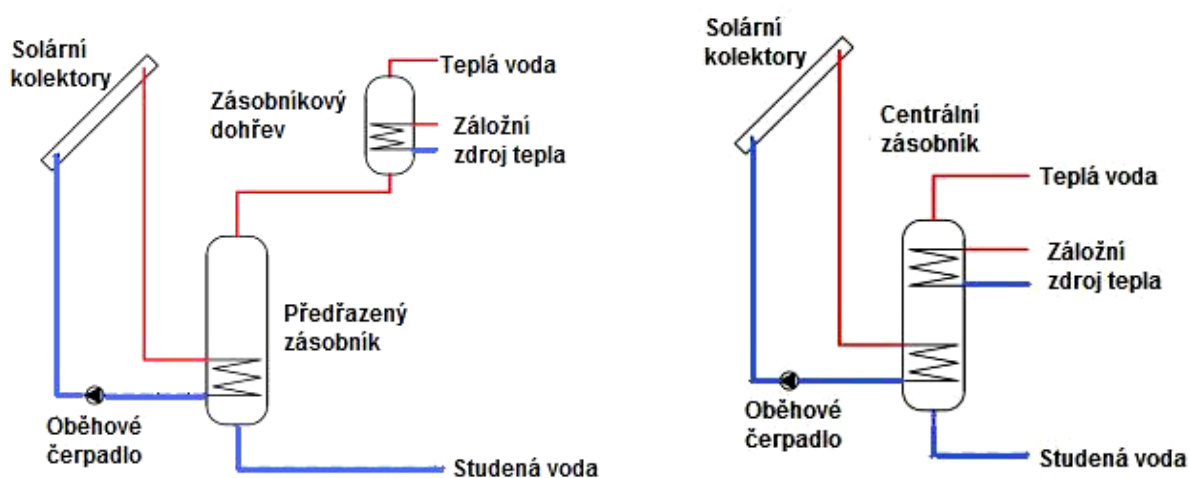 Solární
kolektory
Teplá voda
Zásobníkový
dohřev
Záložní
zdroj tepla
Předřazený
zásobník
Oběhové
čerpadlo
Studená voda
Solární
kolektory
Centrální
zásobník
Teplá voda
Záložní
zdroj tepla
Oběhové
čerpadlo
Studená voda